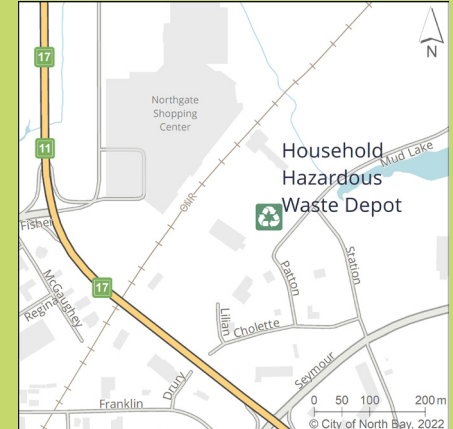 17
N
Northgate
Shopping
Center
11
Household
Hazardous
Waste Depot
Mud Lake
ONR
Fisher
Station
Patton
McGaughey
17
Regina
Lilian
Cholette
Seymour
Drury
Franklin
0 50 100 200 m
© City of North Bay, 2022